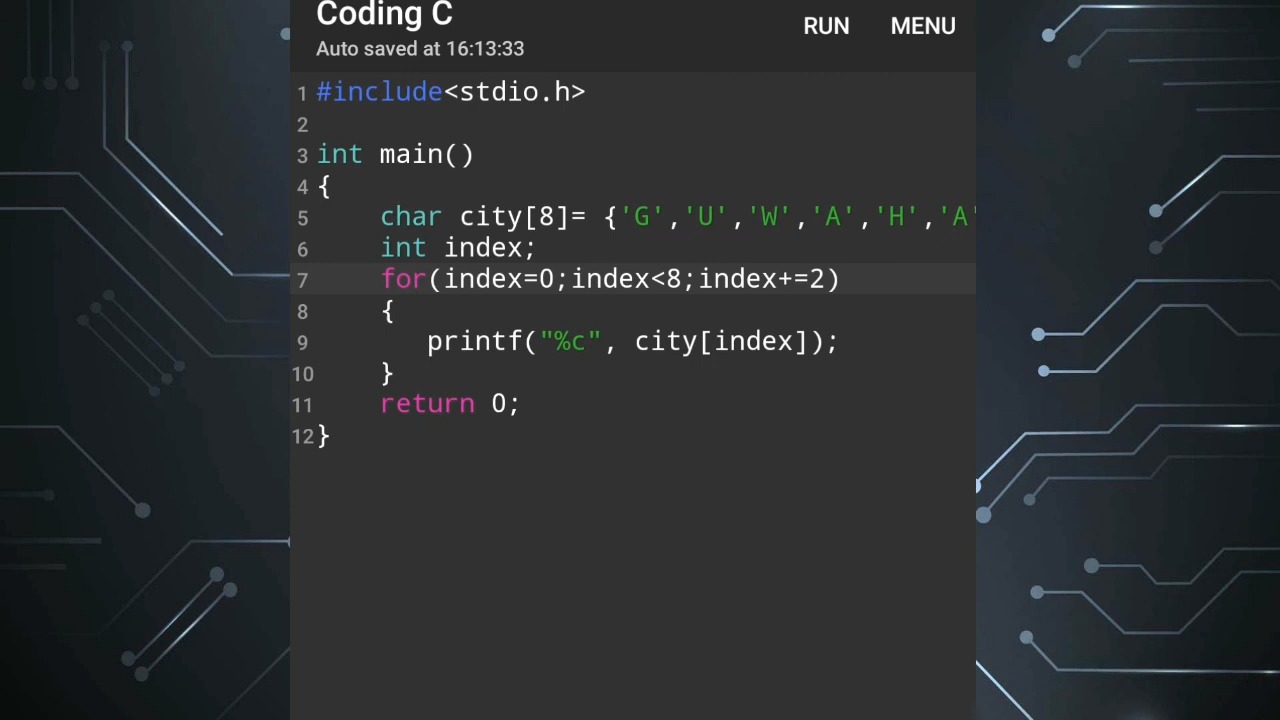 Coding C
RUN MENU
Auto saved at 16:13:33
1 #include<stdio.h>
2
3 int main()
4 {
5     char city[8]= {'G','U','W','A','H','A'
6     int index;
7     for(index=0;index<8;index+=2)
8     {
9        printf("%c", city[index]);
10     }
11     return 0;
12 }